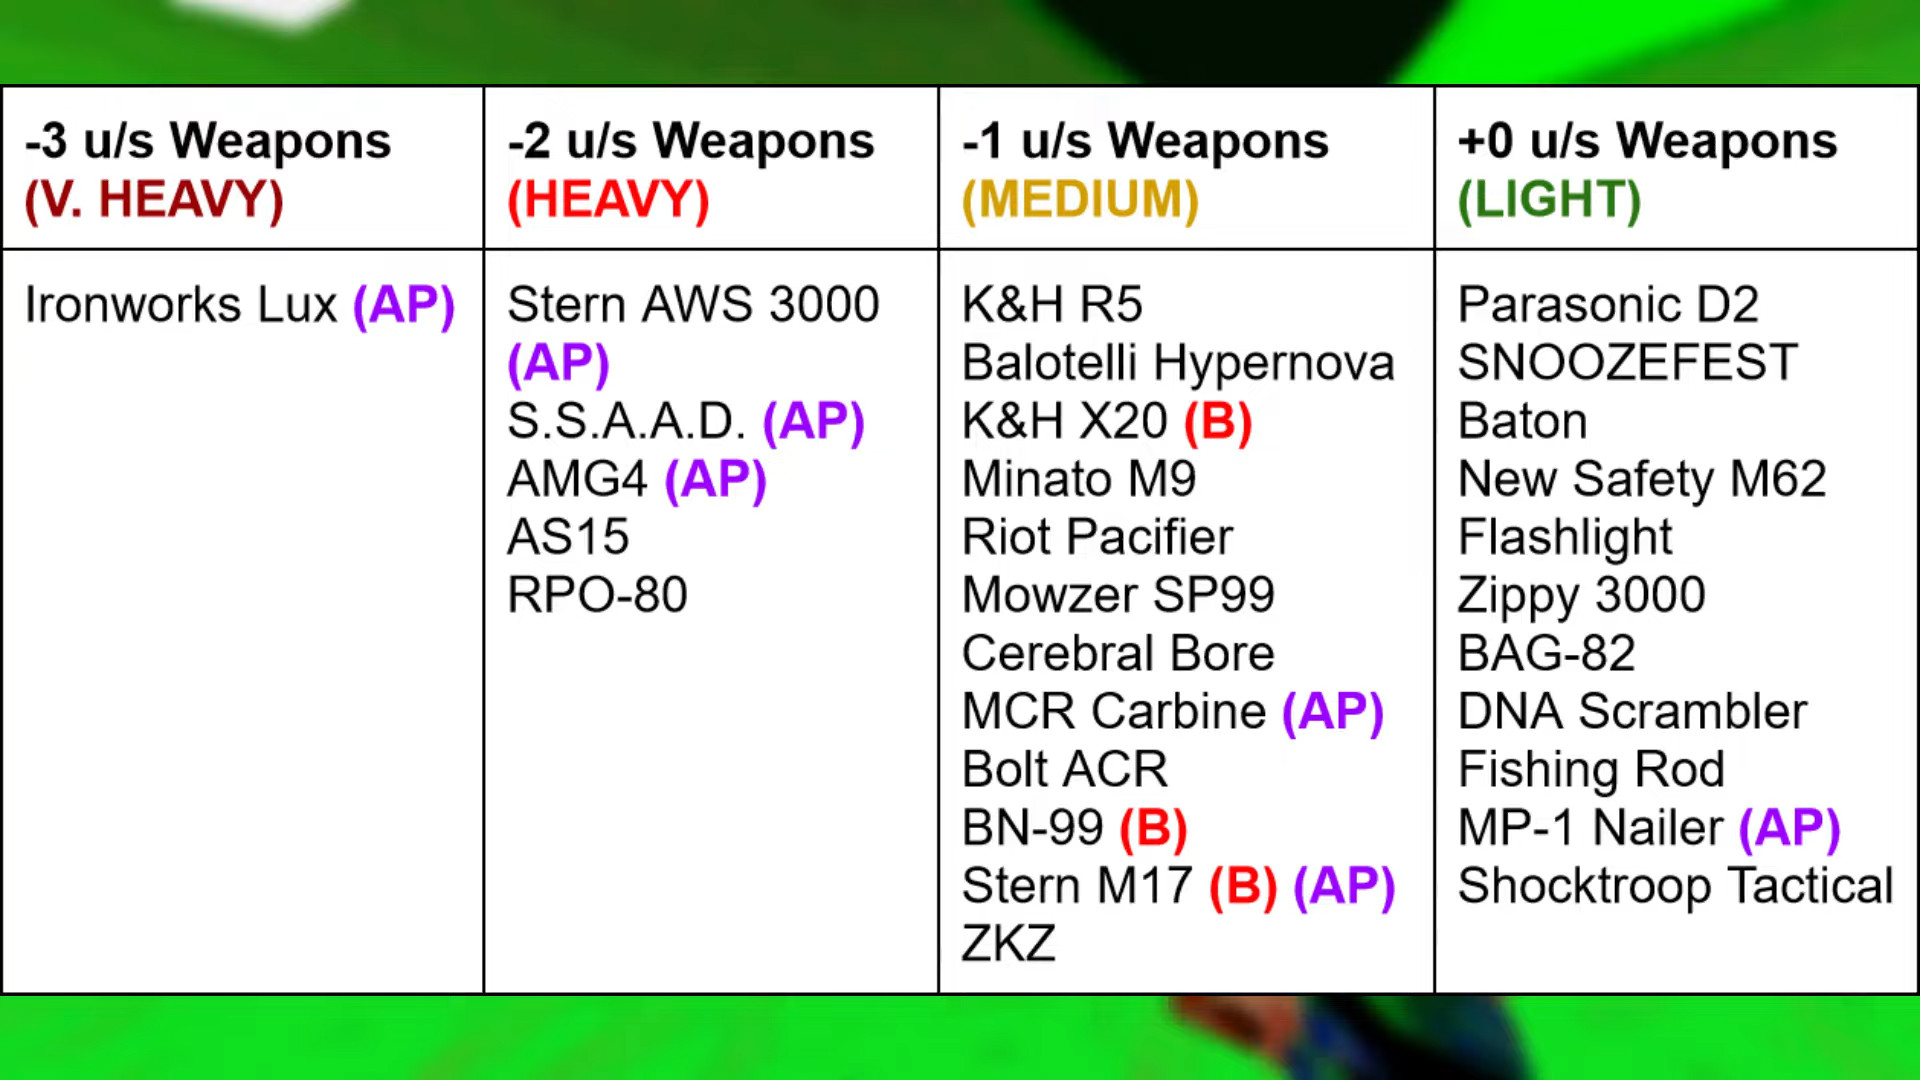 -3 u/s Weapons
(V. HEAVY)
Ironworks Lux (AP)
-2 u/s Weapons
(HEAVY)
Stern AWS 3000
(AP)
S.S.A.A.D. (AP)
AMG4 (AP)
AS15
RPO-80
-1 u/s Weapons
(MEDIUM)
K&H R5
Balotelli Hypernova
K&H X20 (B)
Minato M9
Riot Pacifier
Mowzer SP99
Cerebral Bore
MCR Carbine (AP)
Bolt ACR
BN-99 (B)
Stern M17 (B) (AP)
ZKZ
+0 u/s Weapons
(LIGHT)
Parasonic D2
SNOOZEFEST
Baton
New Safety M62
Flashlight
Zippy 3000
BAG-82
DNA Scrambler
Fishing Rod
MP-1 Nailer (AP)
Shocktroop Tactical